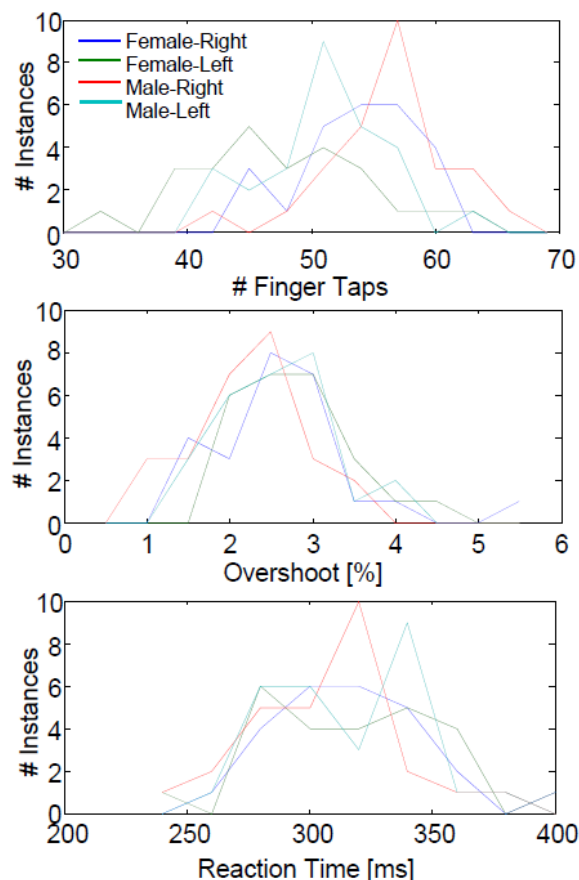 10
8
6
4
2
0
# Instances
Female-Right
Female-Left
Male-Right
Male-Left
30 40 50 60 70
# Finger Taps
10
8
6
4
2
0
# Instances
0 1 2 3 4 5 6
Overshoot [%]
10
8
6
4
2
0
# Instances
200 250 300 350 400
Reaction Time [ms]